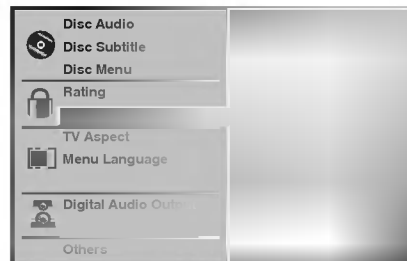 Disc Audio
Disc Subtitle
Disc Menu
Rating
TV Aspect
Menu Language
Digital Audio
Others